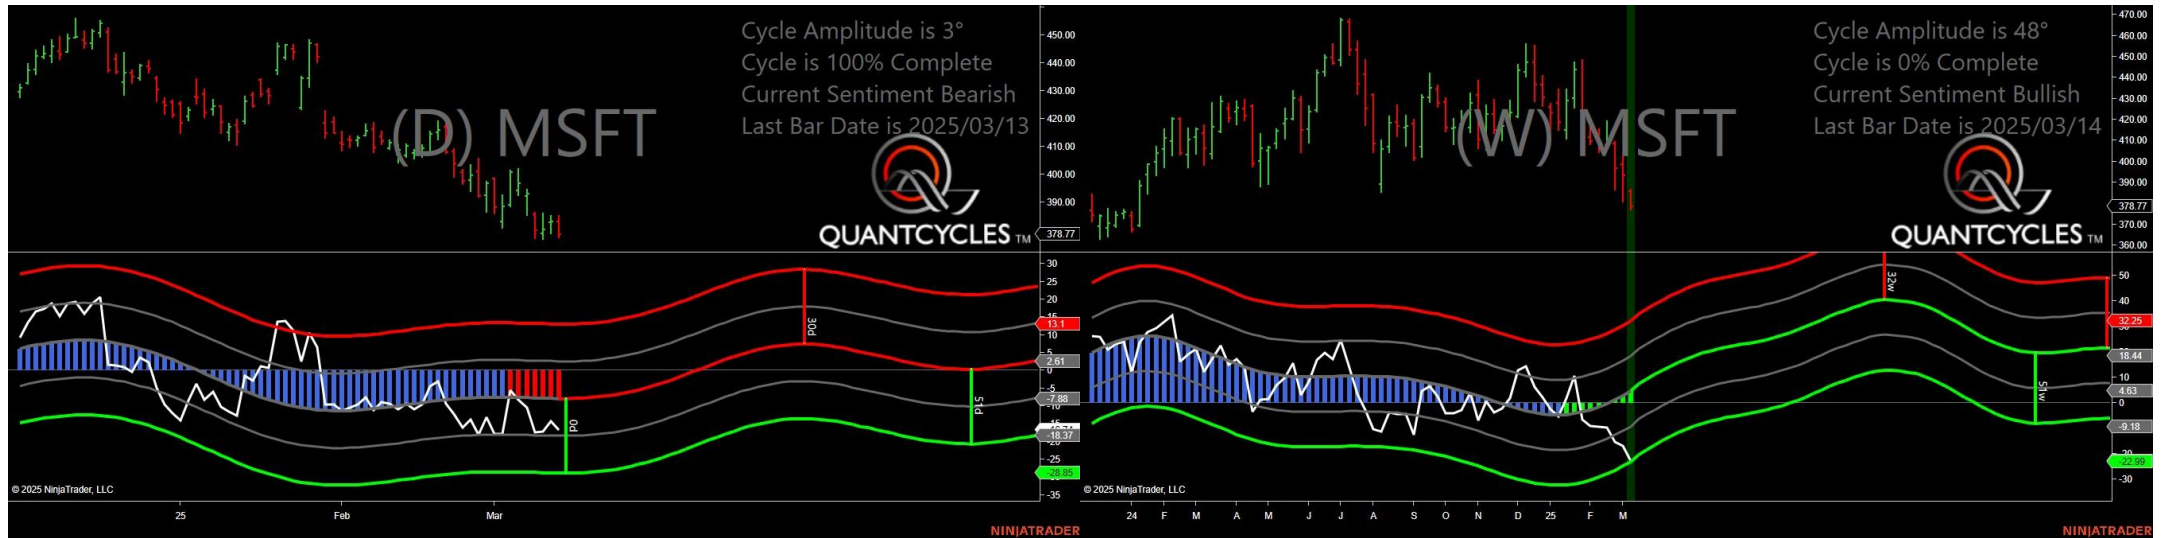 Cycle Amplitude is 3°
Cycle is 100% Complete
Current Sentiment Bearish
Last Bar Date is 2025/03/13
(D) MSFT
QUANTCYCLES TM
450.00
440.00
430.00
420.00
410.00
400.00
390.00
378.77
30
25
20
15
13.1
10
5
2.61
0
-5
-7.88
-10
-18.37
-25
-28.85
-35
30d
0d
51d
© 2025 NinjaTrader, LLC
25 Feb Mar
NINJATRADER
Cycle Amplitude is 48°
Cycle is 0% Complete
Current Sentiment Bullish
Last Bar Date is 2025/03/14
(W) MSFT
QUANTCYCLES TM
470.00
460.00
450.00
440.00
430.00
420.00
410.00
400.00
390.00
378.77
370.00
360.00
50
40
32.25
18.44
10
4.63
0
-9.18
-22.99
-30
32w
51w
© 2025 NinjaTrader, LLC
24 F M A M J J A S O N D 25 F M
NINJATRADER